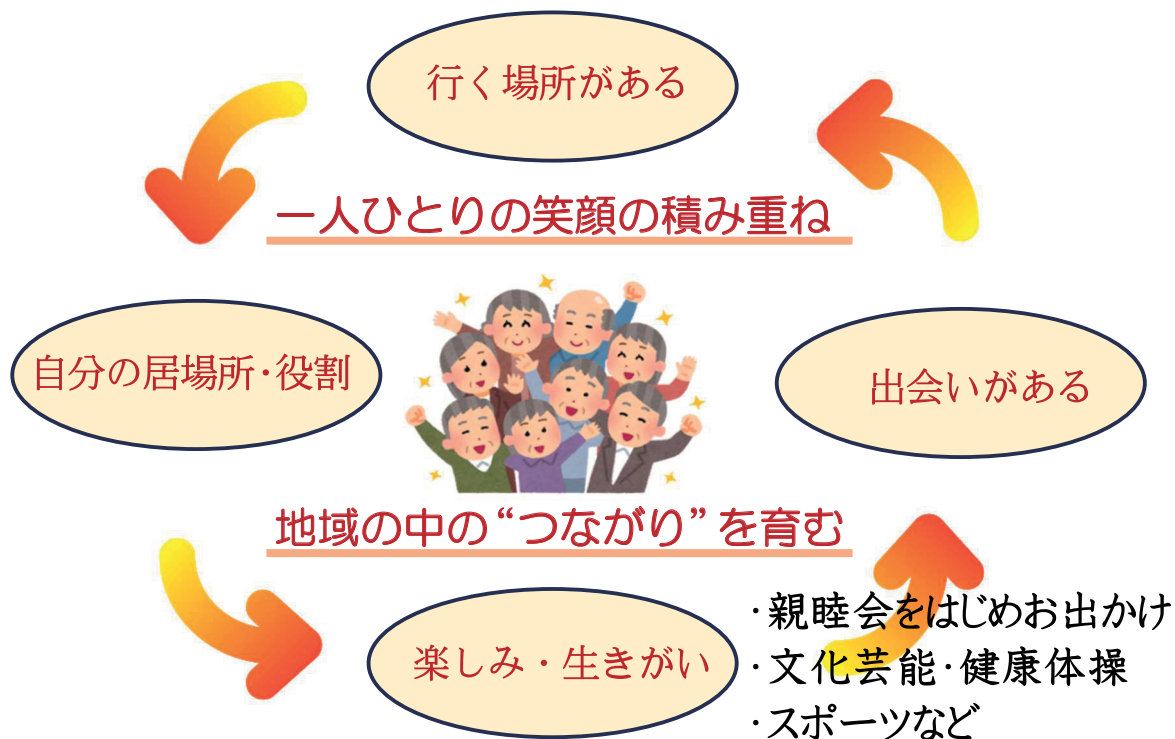 行く場所がある
一人ひとりの笑顔の積み重ね
自分の居場所・役割
出会いがある
地域の中の“つながり”を育む
楽しみ・生きがい
・親睦会をはじめお出かけ
・文化芸能・健康体操
・スポーツなど